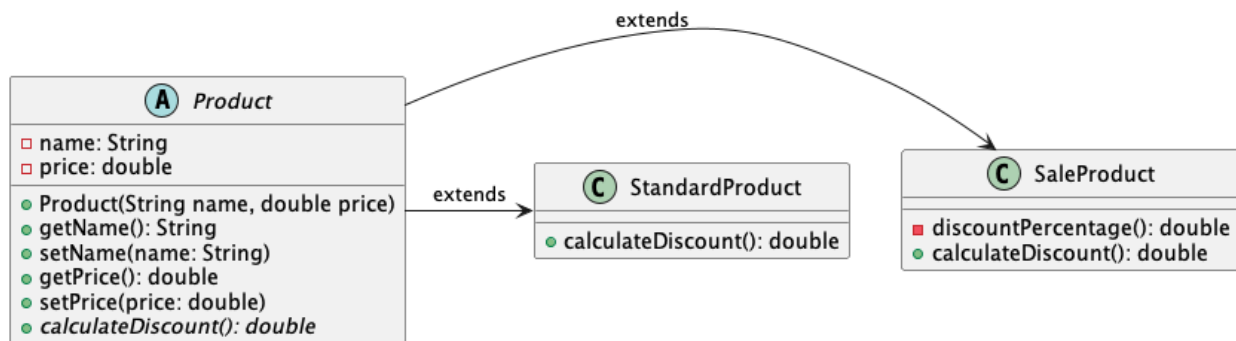 extends
A Product
name: String
price: double
Product(String name, double price)
getName(): String
setName(name: String)
getPrice(): double
setPrice(price: double)
calculateDiscount(): double
extends
C StandardProduct
calculateDiscount(): double
C SaleProduct
discountPercentage(): double
calculateDiscount(): double